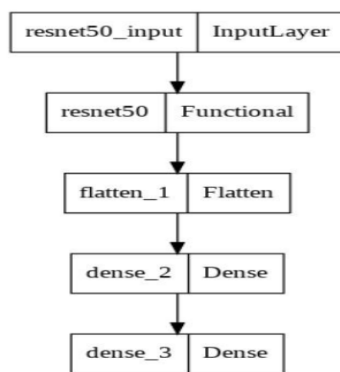 resnet50_input InputLayer
resnet50 Functional
flatten_1 Flatten
dense_2 Dense
dense_3 Dense